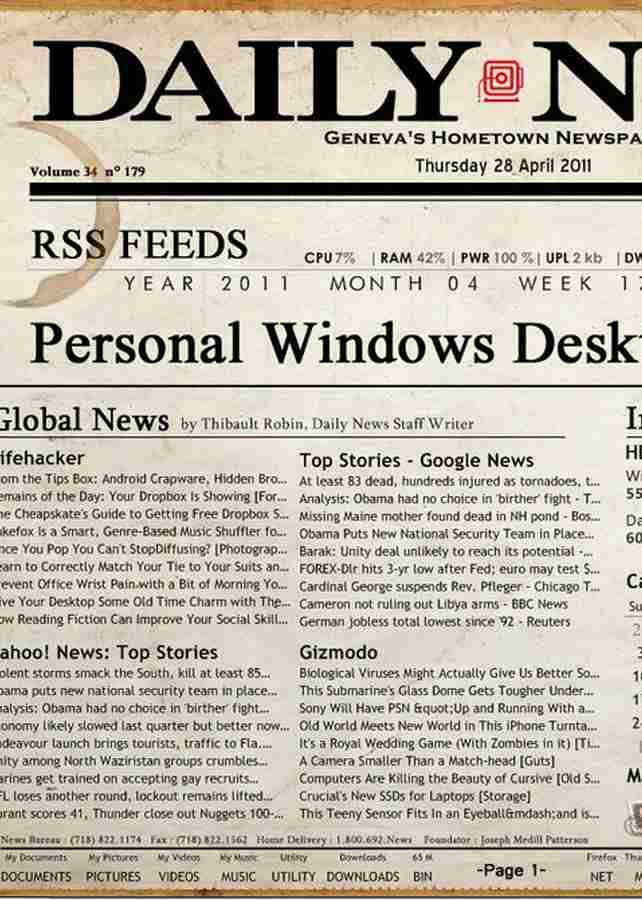 DAILY N
GENEVA'S HOMETOWN NEWSPA
Thursday 28 April 2011
Volume 34 nº 179
RSS FEEDS
CPU 7% | RAM 42% | PWR 100 % | UPL 2 kb | DW
YEAR 2011 MONTH 04 WEEK 17
Personal Windows Deskt
Global News by Thibault Robin, Daily News Staff Writer
ifehacker
om the Tips Box: Android Crapware, Hidden Bro...
emains of the Day: Your Dropbox Is Showing [For...
he Cheapskate's Guide to Getting Free Dropbox S...
ukefox Is a Smart, Genre-Based Music Shuffler fo...
nce You Pop You Can't StopDiffusing? [Photograp...
earn to Correctly Match Your Tie to Your Suits an...
revent Office Wrist Pain with a Bit of Morning Yo...
ive Your Desktop Some Old Time Charm with The...
ow Reading Fiction Can Improve Your Social Skill...
Top Stories - Google News
At least 83 dead, hundreds injured as tornadoes, t...
Analysis: Obama had no choice in 'birther' fight - T...
Missing Maine mother found dead in NH pond - Bos...
Obama Puts New National Security Team in Place...
Barak: Unity deal unlikely to reach its potential -...
FOREX-Dlr hits 3-yr low after Fed; euro may test $...
Cardinal George suspends Rev. Pfleger - Chicago T...
Cameron not ruling out Libya arms - BBC News
German jobless total lowest since '92 - Reuters
ahoo! News: Top Stories
olent storms smack the South, kill at least 85...
bama puts new national security team in place...
nalysis: Obama had no choice in 'birther' fight...
onomy likely slowed last quarter but better now...
ndeavour launch brings tourists, traffic to Fla....
nity among North Waziristan groups crumbles...
arines get trained on accepting gay recruits...
FL loses another round, lockout remains lifted...
urant scores 41, Thunder close out Nuggets 100-...
Gizmodo
Biological Viruses Might Actually Give Us Better So...
This Submarine's Glass Dome Gets Tougher Under...
Sony Will Have PSN &quot;Up and Running With a...
Old World Meets New World in This iPhone Turnta...
It's a Royal Wedding Game (With Zombies in it) [Ti...
A Camera Smaller Than a Match-head [Guts]
Computers Are Killing the Beauty of Cursive [Old S...
Crucial's New SSDs for Laptops [Storage]
This Teeny Sensor Fits In an Eyeball&mdash;and is...
In
HI
Wi
55
Da
60
Ca
Su
2
3
10
17
24
M
News Bureau : (718) 822.1174 Fax : (718) 822.1562 Home Delivery : 1.800.692.News Foundator : Joseph Medill Patterson
My Documents My Pictures My Videos My Music Utility Downloads 65 M Firefox Thu
DOCUMENTS PICTURES VIDEOS MUSIC UTILITY DOWNLOADS BIN -Page 1- NET M